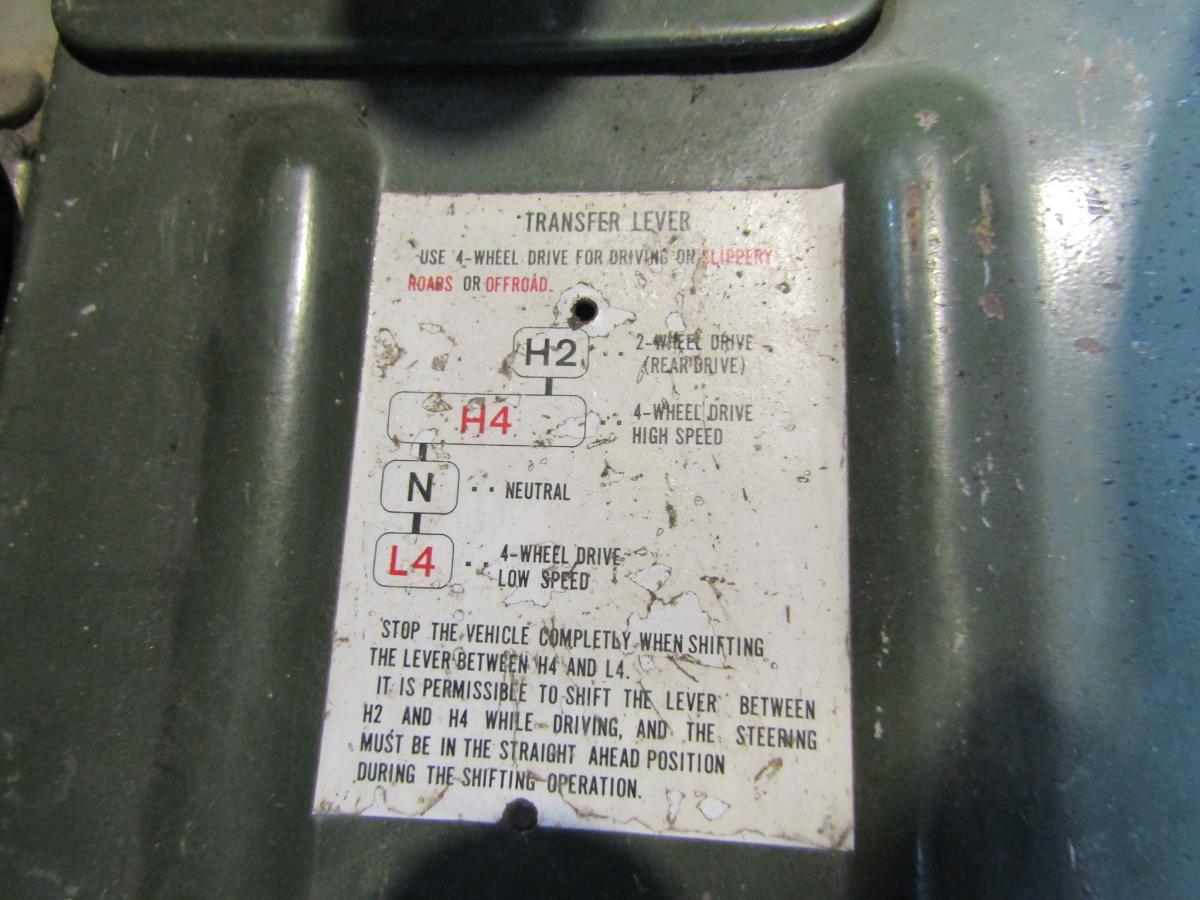 TRANSFER LEVER
USE 4-WHEEL DRIVE FOR DRIVING ON SLIPPERY
ROADS OR OFFROAD.
H2 ·· 2-WHEEL DRIVE
(REAR DRIVE)
H4 ·· 4-WHEEL DRIVE
HIGH SPEED
N ·· NEUTRAL
L4 ·· 4-WHEEL DRIVE
LOW SPEED
STOP THE VEHICLE COMPLETLY WHEN SHIFTING
THE LEVER BETWEEN H4 AND L4.
IT IS PERMISSIBLE TO SHIFT THE LEVER BETWEEN
H2 AND H4 WHILE DRIVING, AND THE STEERING
MUST BE IN THE STRAIGHT AHEAD POSITION
DURING THE SHIFTING OPERATION.